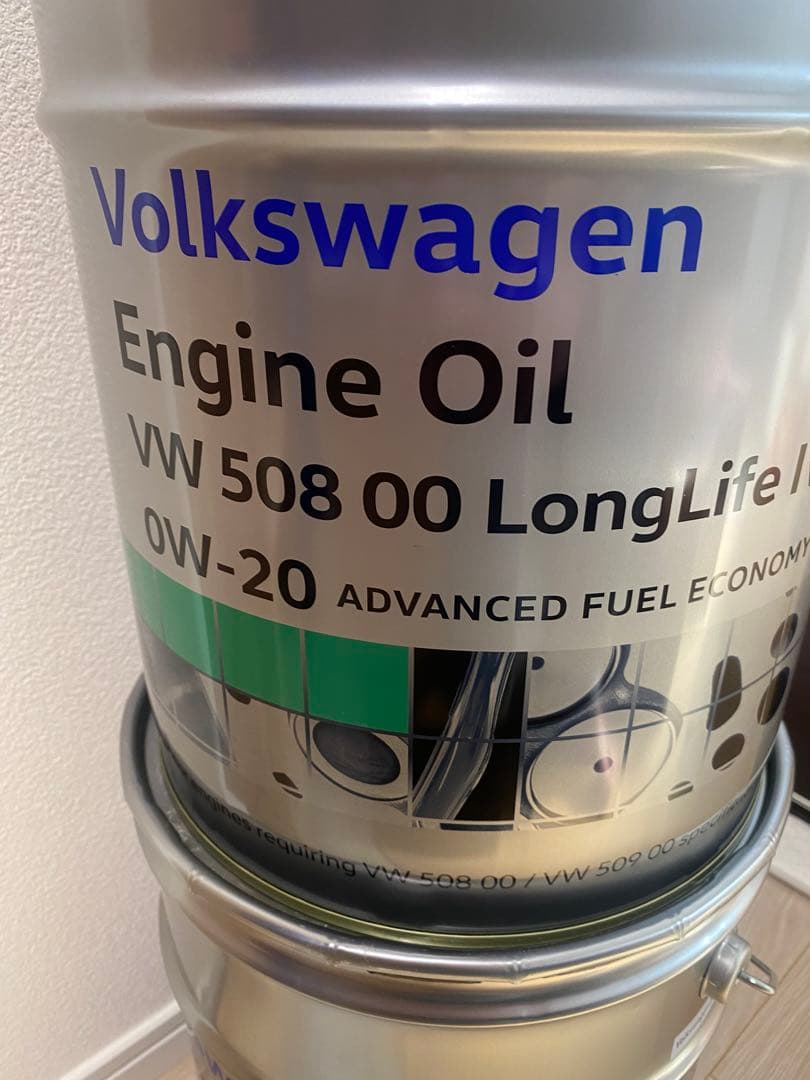 Volkswagen
Engine Oil
VW 508 00 LongLife
0W-20 ADVANCED FUEL ECONOMY
engines requiring VW 508 00 / VW 509 00